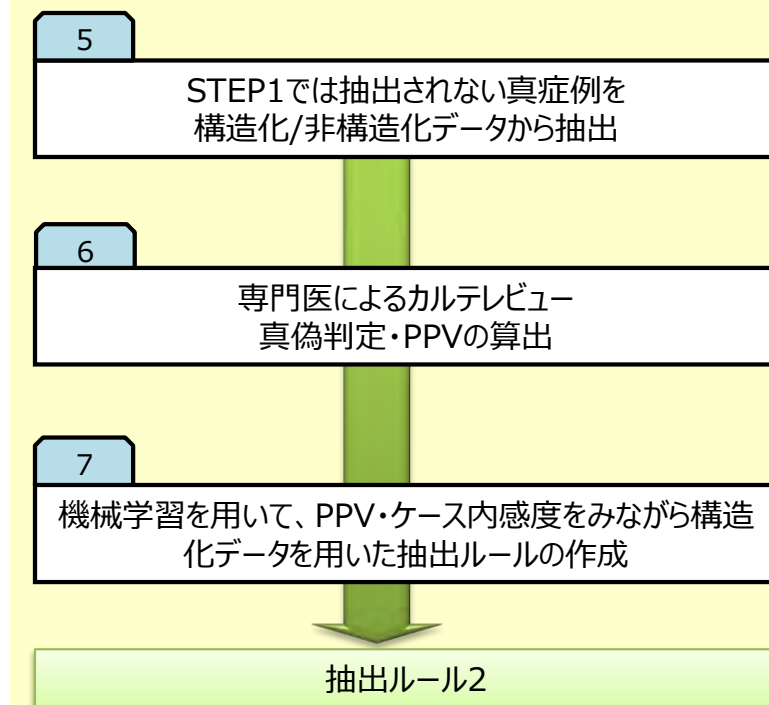 5
STEP1では抽出されない真症例を
構造化/非構造化データから抽出
6
専門医によるカルテレビュー
真偽判定・PPVの算出
7
機械学習を用いて、PPV・ケース内感度をみながら構造
化データを用いた抽出ルールの作成
抽出ルール2